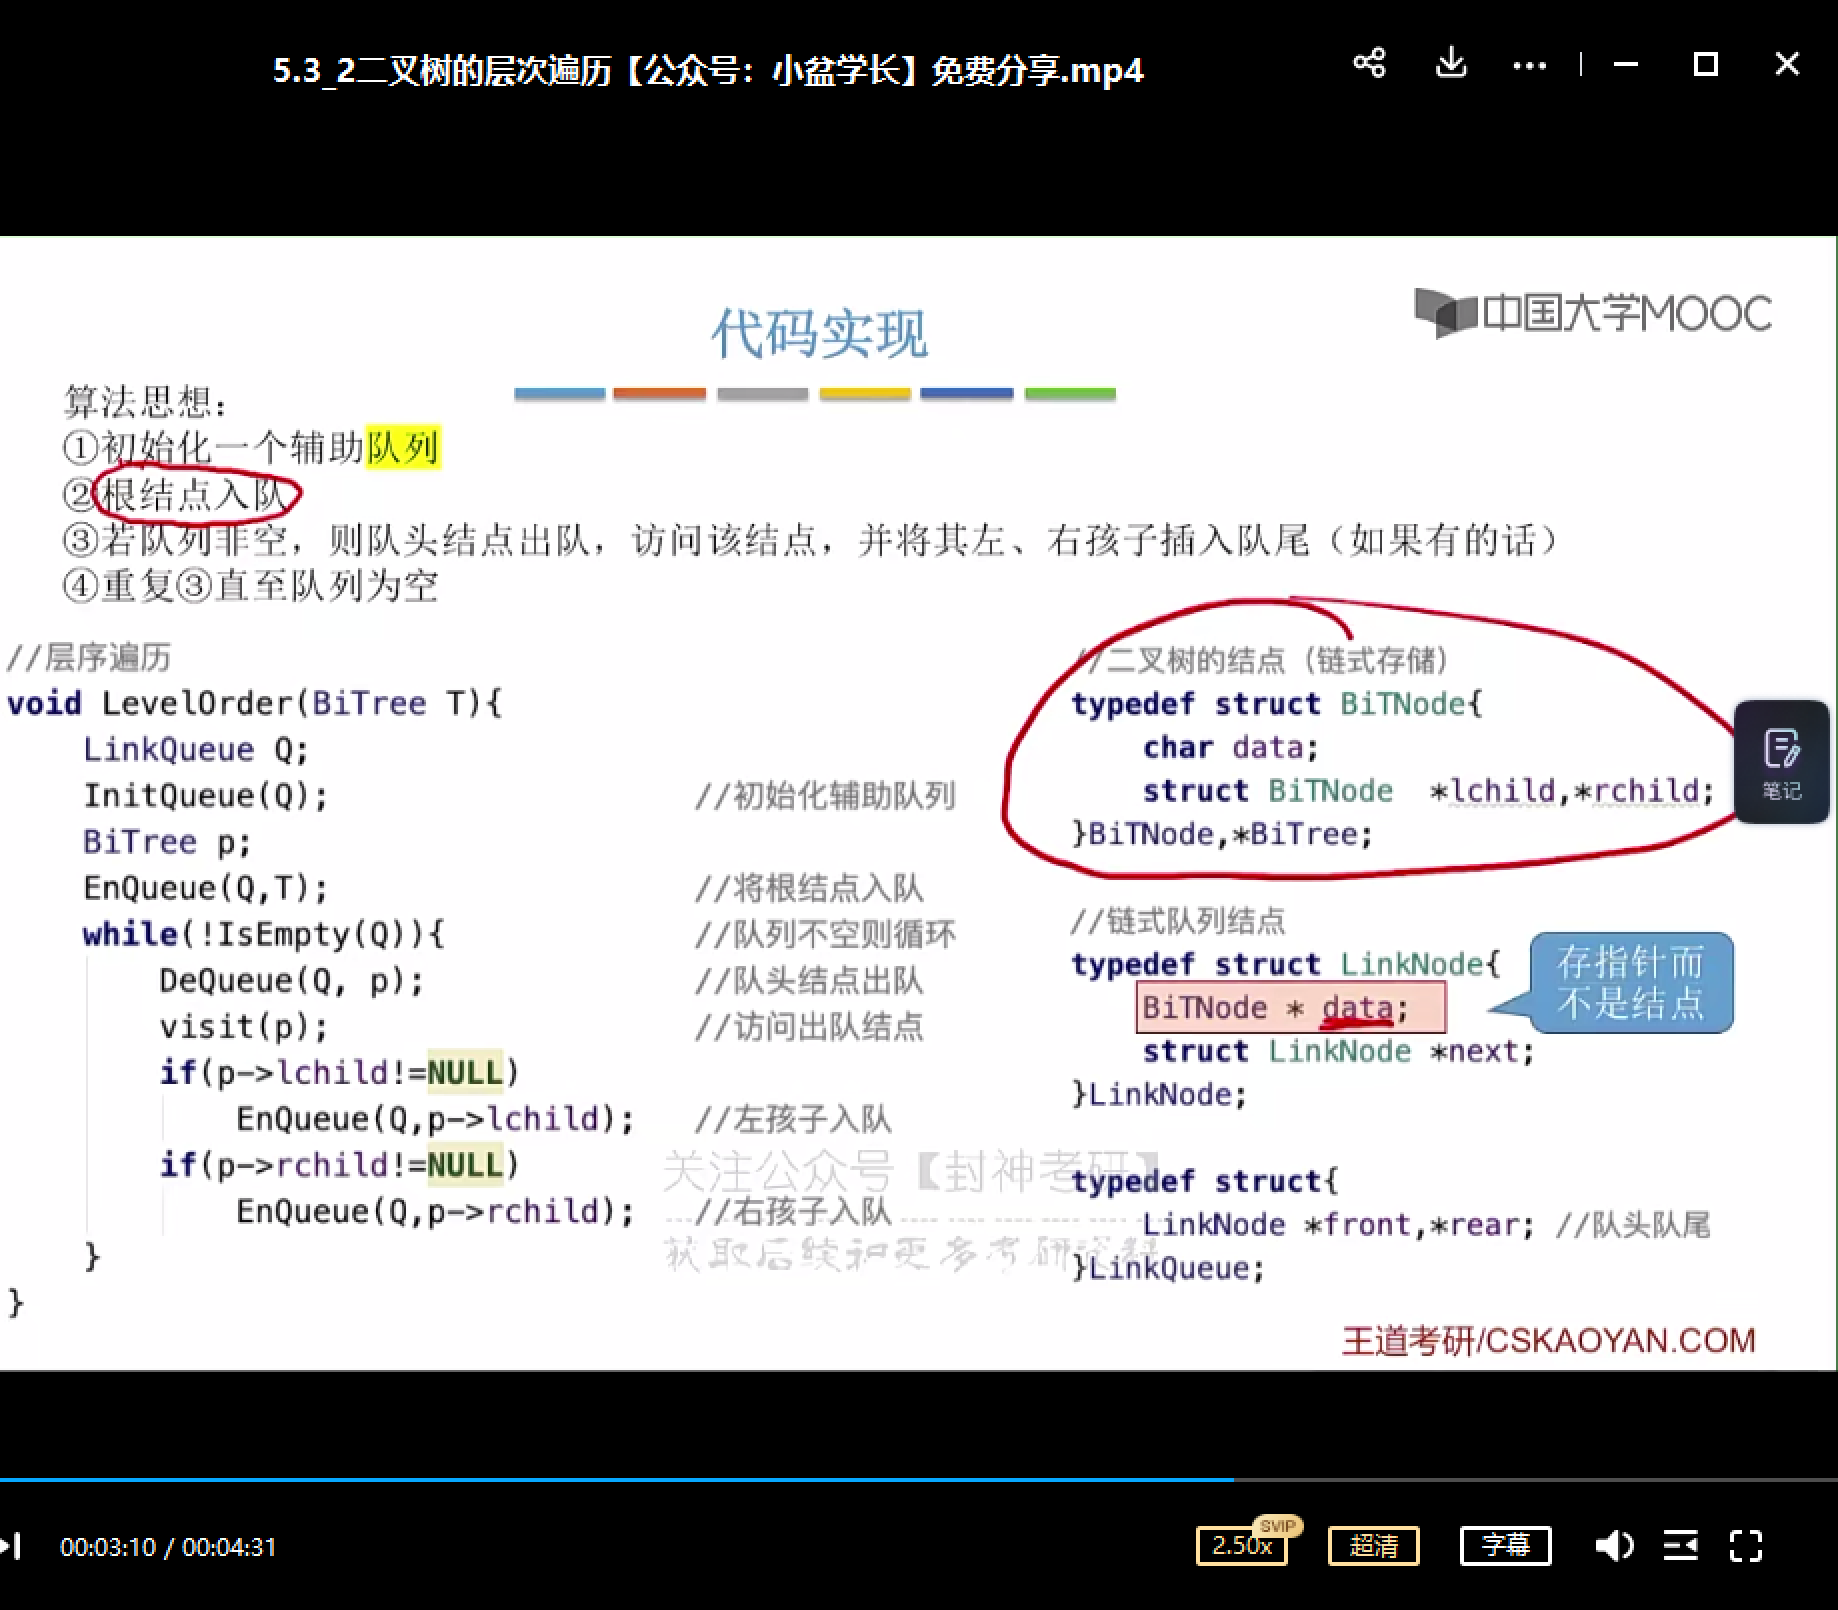 5.3_2二叉树的层次遍历【公众号：小盆学长】免费分享.mp4
中国大学MOOC
代码实现
算法思想：
①初始化一个辅助队列
②根结点入队
③若队列非空，则队头结点出队，访问该结点，并将其左、右孩子插入队尾（如果有的话）
④重复③直至队列为空
//层序遍历
void LevelOrder(BiTree T){
LinkQueue Q;
InitQueue(Q); //初始化辅助队列
BiTree p;
EnQueue(Q,T); //将根结点入队
while(!IsEmpty(Q)){ //队列不空则循环
DeQueue(Q, p); //队头结点出队
visit(p); //访问出队结点
if(p->lchild!=NULL)
EnQueue(Q,p->lchild); //左孩子入队
if(p->rchild!=NULL)
EnQueue(Q,p->rchild); //右孩子入队
}
}
//二叉树的结点（链式存储）
typedef struct BiTNode{
char data;
struct BiTNode *lchild,*rchild;
}BiTNode,*BiTree;
//链式队列结点
typedef struct LinkNode{
BiTNode * data;
struct LinkNode *next;
}LinkNode;
typedef struct{
LinkNode *front,*rear; //队头队尾
}LinkQueue;
存指针而
不是结点
笔记
关注公众号【封神考研】
获取后续和更多考研资料
王道考研/CSKAOYAN.COM
00:03:10 / 00:04:31
2.50x
SVIP
超清
字幕